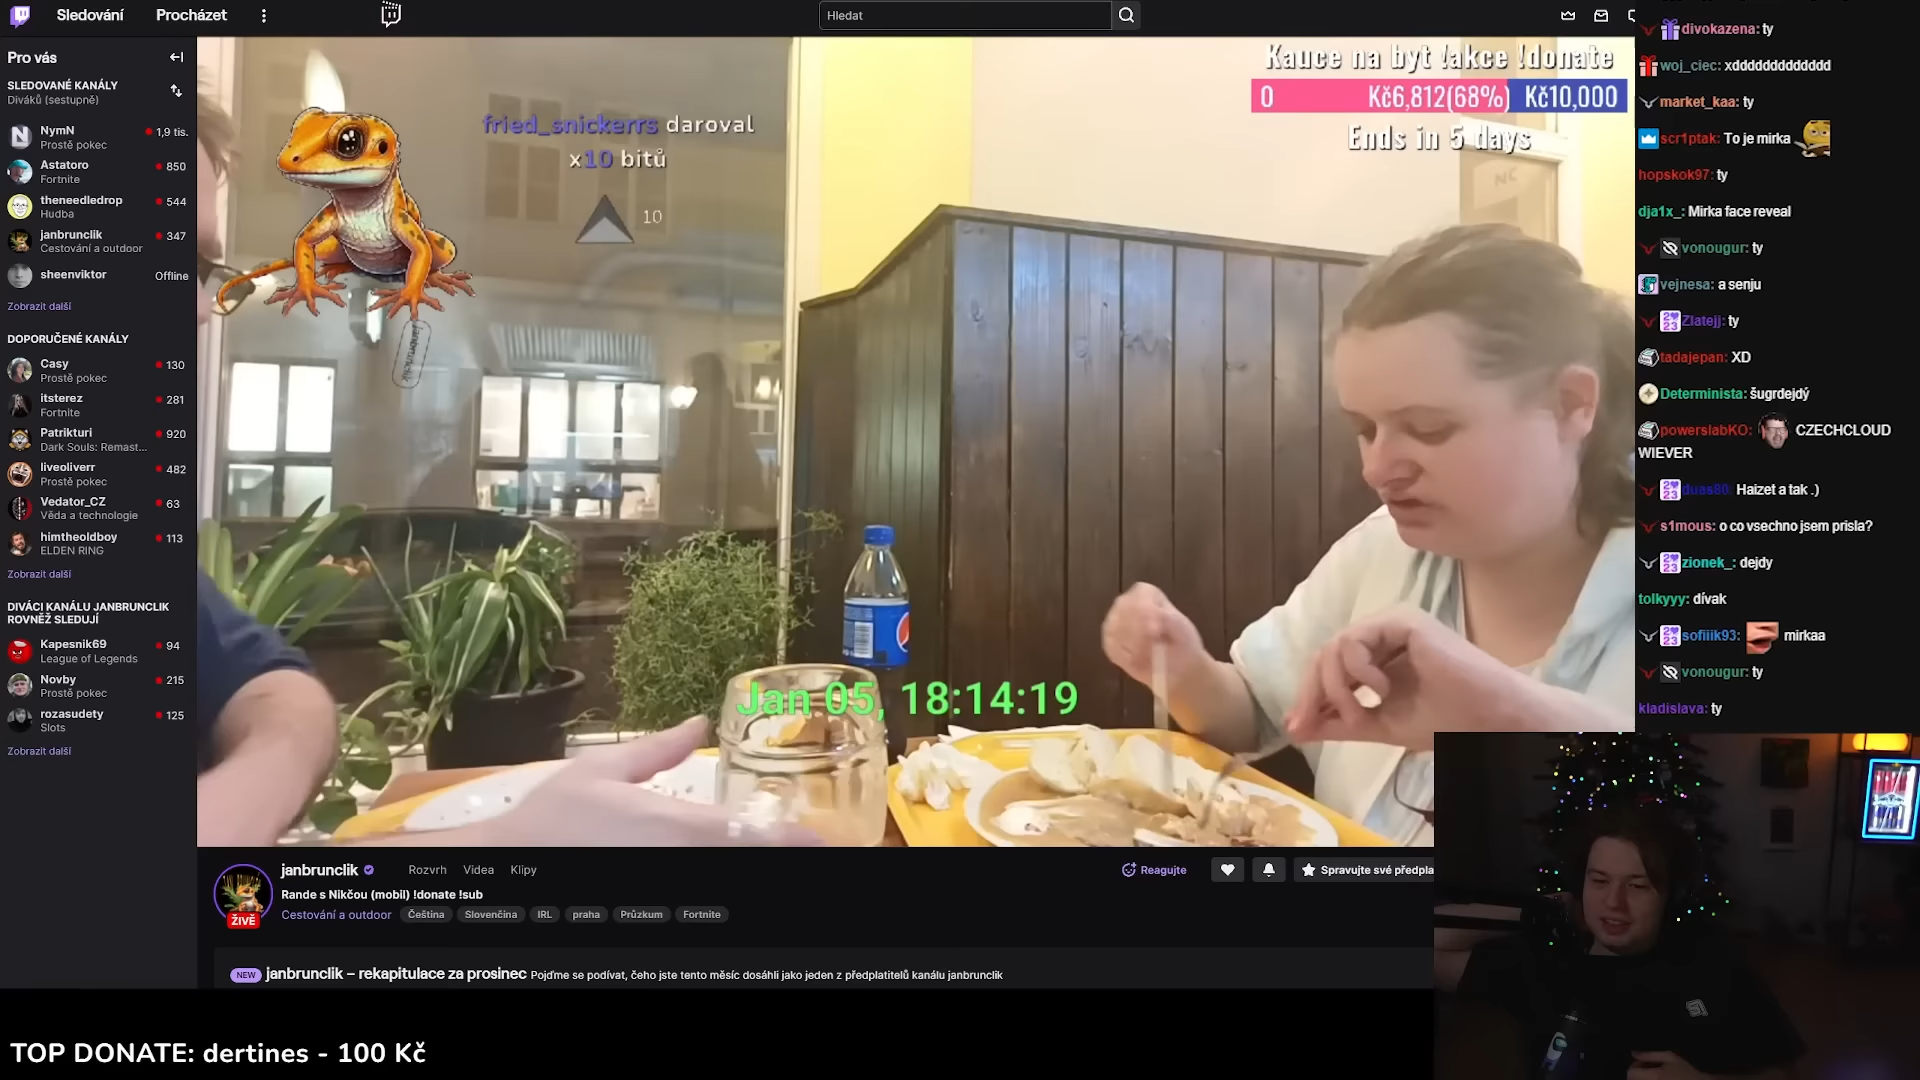 Sledování
Procházet
Hledat
Pro vás
SLEDOVANÉ KANÁLY
Diváků (sestupně)
NymN
1,9 tis.
Prostě pokec
Astatoro
850
Fortnite
theneedledrop
544
Hudba
janbrunclik
347
Cestování a outdoor
sheenviktor
Offline
Zobrazit další
DOPORUČENÉ KANÁLY
Casy
130
Prostě pokec
itsterez
281
Fortnite
Patrikturi
920
Dark Souls: Remast...
liveoliverr
482
Prostě pokec
Vedator_CZ
63
Věda a technologie
himtheoldboy
113
ELDEN RING
Zobrazit další
DIVÁCI KANÁLU JANBRUNCLIK
ROVNĚŽ SLEDUJÍ
Kapesnik69
94
League of Legends
Novby
215
Prostě pokec
rozasudety
125
Slots
Zobrazit další
fried_snickerrs daroval
x10 bitů
10
Kauce na byt !akce !donate
0 Kč6,812(68%) Kč10,000
Ends in 5 days
Jan 05, 18:14:19
janbrunclik
Rozvrh
Videa
Klipy
Reagujte
Spravujte své předpla
ŽIVĚ
Rande s Nikčou (mobil) !donate !sub
Cestování a outdoor
Čeština
Slovenčina
IRL
praha
Průzkum
Fortnite
NEW janbrunclik – rekapitulace za prosinec Pojďme se podívat, čeho jste tento měsíc dosáhli jako jeden z předplatitelů kanálu janbrunclik
divokazena: ty
woj_ciec: xddddddddddddd
market_kaa: ty
scr1ptak: To je mirka
hopskok97: ty
dja1x_: Mirka face reveal
vonougur: ty
vejnesa: a senju
Zlatejj: ty
tadajepan: XD
Determinista: šugrdejdý
powerslabKO: CZECHCLOUD
WIEVER
duas80: Haizet a tak .)
s1mous: o co vsechno jsem prisla?
zionek_: dejdy
tolkyyy: dívak
sofiiik93: mirkaa
vonougur: ty
kladislava: ty
TOP DONATE: dertines - 100 Kč